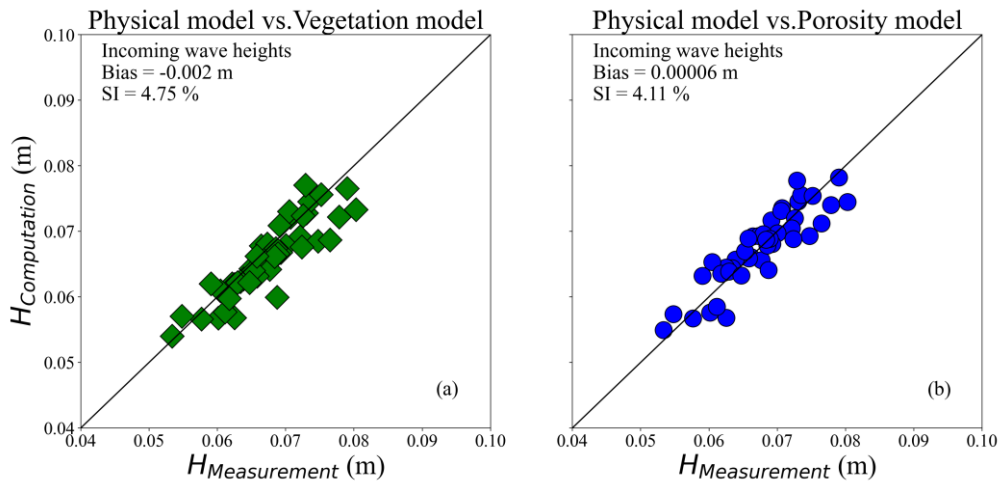 Physical model vs.Vegetation model
Incoming wave heights
Bias = -0.002 m
SI = 4.75 %
0.10
0.09
0.08
0.07
0.06
0.05
0.04
H_Computation (m)
(a)
0.04 0.05 0.06 0.07 0.08 0.09 0.10
H_Measurement (m)
Physical model vs.Porosity model
Incoming wave heights
Bias = 0.00006 m
SI = 4.11 %
(b)
0.04 0.05 0.06 0.07 0.08 0.09 0.10
H_Measurement (m)